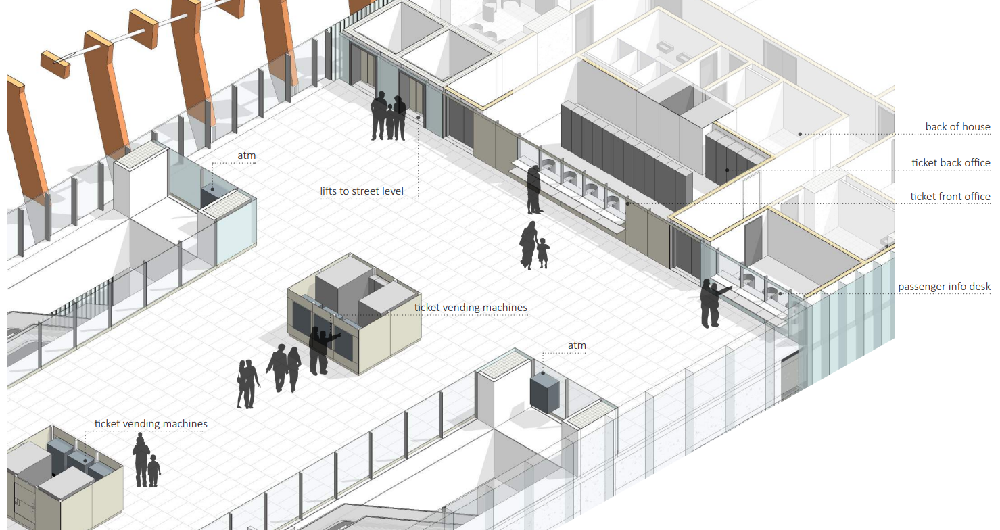 back of house
atm
ticket back office
lifts to street level
ticket front office
passenger info desk
ticket vending machines
atm
ticket vending machines